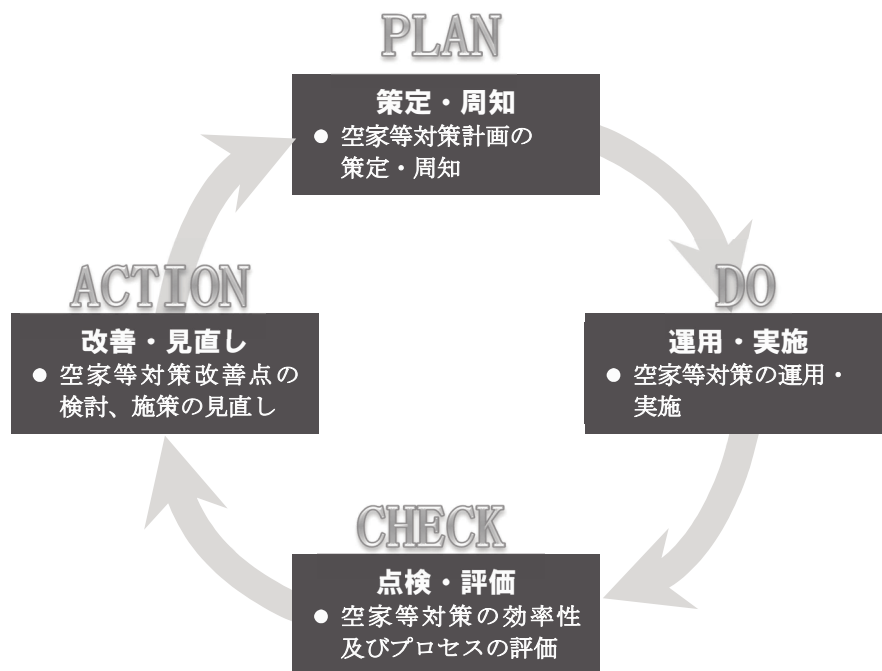 PLAN
策定・周知
● 空家等対策計画の
策定・周知
DO
運用・実施
● 空家等対策の運用・
実施
CHECK
点検・評価
● 空家等対策の効率性
及びプロセスの評価
ACTION
改善・見直し
● 空家等対策改善点の
検討、施策の見直し